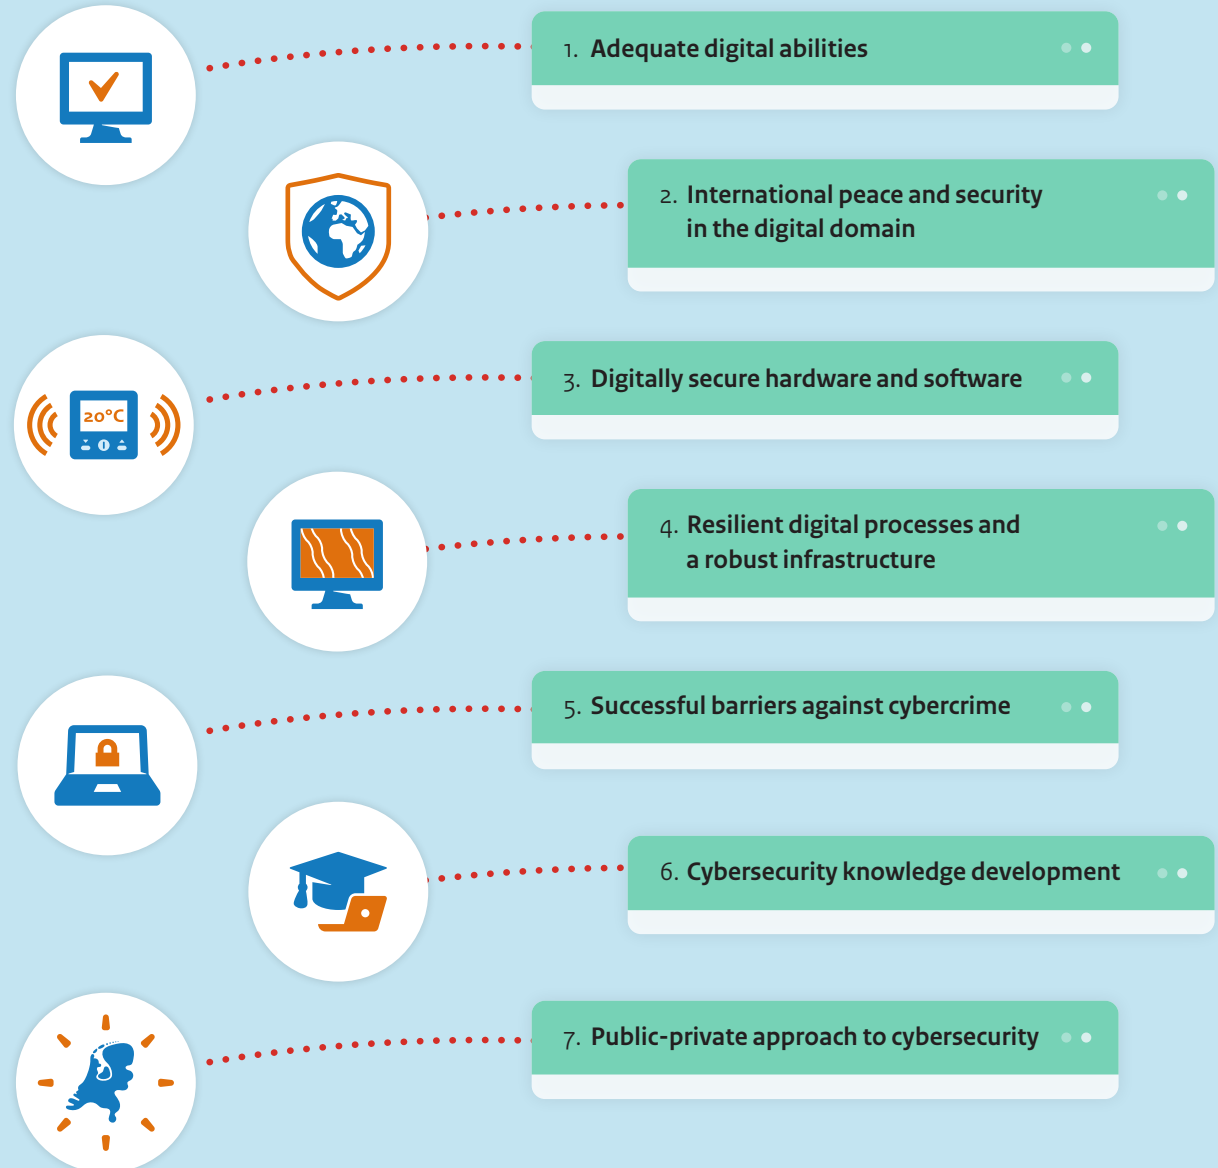 1. Adequate digital abilities
2. International peace and security
in the digital domain
20°C
3. Digitally secure hardware and software
4. Resilient digital processes and
a robust infrastructure
5. Successful barriers against cybercrime
6. Cybersecurity knowledge development
7. Public-private approach to cybersecurity